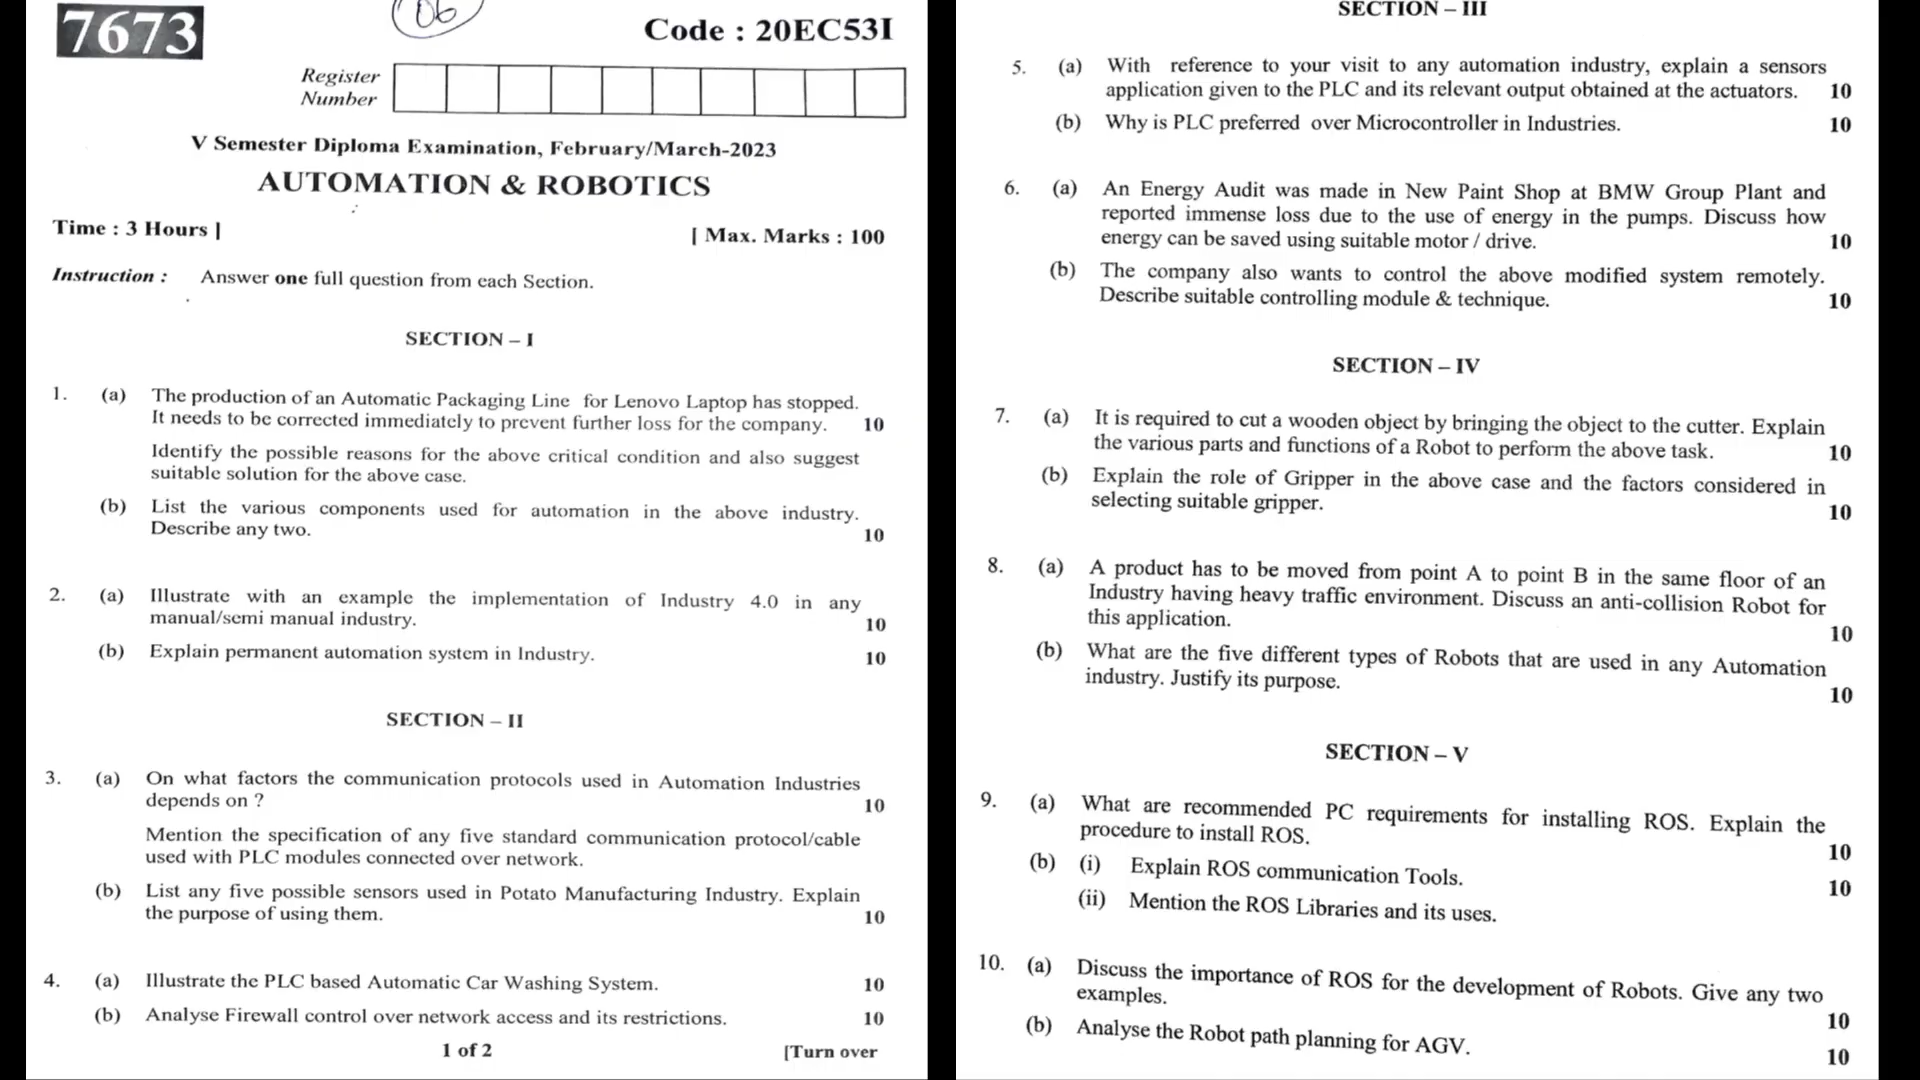 7673
06
Code : 20EC53I
Register
Number
V Semester Diploma Examination, February/March-2023
AUTOMATION & ROBOTICS
Time : 3 Hours ]
[ Max. Marks : 100
Instruction : Answer one full question from each Section.
SECTION – I
1. (a) The production of an Automatic Packaging Line for Lenovo Laptop has stopped.
It needs to be corrected immediately to prevent further loss for the company. 10
Identify the possible reasons for the above critical condition and also suggest
suitable solution for the above case.
(b) List the various components used for automation in the above industry.
Describe any two. 10
2. (a) Illustrate with an example the implementation of Industry 4.0 in any
manual/semi manual industry. 10
(b) Explain permanent automation system in Industry. 10
SECTION – II
3. (a) On what factors the communication protocols used in Automation Industries
depends on ? 10
Mention the specification of any five standard communication protocol/cable
used with PLC modules connected over network.
(b) List any five possible sensors used in Potato Manufacturing Industry. Explain
the purpose of using them. 10
4. (a) Illustrate the PLC based Automatic Car Washing System. 10
(b) Analyse Firewall control over network access and its restrictions. 10
1 of 2 [Turn over
SECTION – III
5. (a) With reference to your visit to any automation industry, explain a sensors
application given to the PLC and its relevant output obtained at the actuators. 10
(b) Why is PLC preferred over Microcontroller in Industries. 10
6. (a) An Energy Audit was made in New Paint Shop at BMW Group Plant and
reported immense loss due to the use of energy in the pumps. Discuss how
energy can be saved using suitable motor / drive. 10
(b) The company also wants to control the above modified system remotely.
Describe suitable controlling module & technique. 10
SECTION – IV
7. (a) It is required to cut a wooden object by bringing the object to the cutter. Explain
the various parts and functions of a Robot to perform the above task. 10
(b) Explain the role of Gripper in the above case and the factors considered in
selecting suitable gripper. 10
8. (a) A product has to be moved from point A to point B in the same floor of an
Industry having heavy traffic environment. Discuss an anti-collision Robot for
this application. 10
(b) What are the five different types of Robots that are used in any Automation
industry. Justify its purpose. 10
SECTION – V
9. (a) What are recommended PC requirements for installing ROS. Explain the
procedure to install ROS. 10
(b) (i) Explain ROS communication Tools. 10
(ii) Mention the ROS Libraries and its uses.
10. (a) Discuss the importance of ROS for the development of Robots. Give any two
examples. 10
(b) Analyse the Robot path planning for AGV. 10